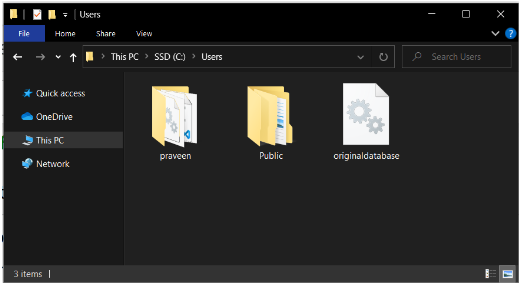 Users
File Home Share View
This PC > SSD (C:) > Users
Search Users
Quick access
OneDrive
This PC
Network
praveen
Public
originaldatabase
3 items